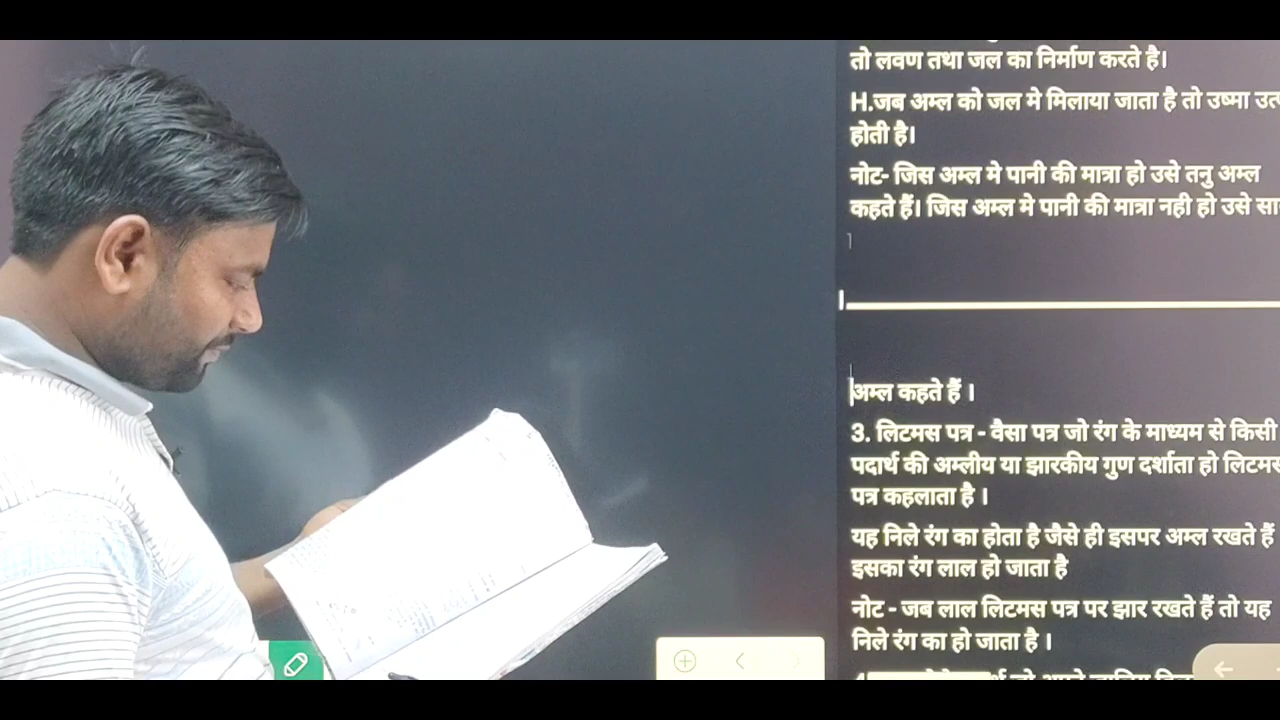 तो लवण तथा जल का निर्माण करते है।
H.जब अम्ल को जल मे मिलाया जाता है तो उष्मा
होती है।
नोट- जिस अम्ल मे पानी की मात्रा हो उसे तनु अम्ल
कहते हैं। जिस अम्ल मे पानी की मात्रा नही हो उसे
अम्ल कहते हैं ।
3. लिटमस पत्र - वैसा पत्र जो रंग के माध्यम से किसी
पदार्थ की अम्लीय या झारकीय गुण दर्शाता हो लिटमस
पत्र कहलाता है ।
यह निले रंग का होता है जैसे ही इसपर अम्ल रखते हैं
इसका रंग लाल हो जाता है
नोट - जब लाल लिटमस पत्र पर झार रखते हैं तो यह
निले रंग का हो जाता है ।